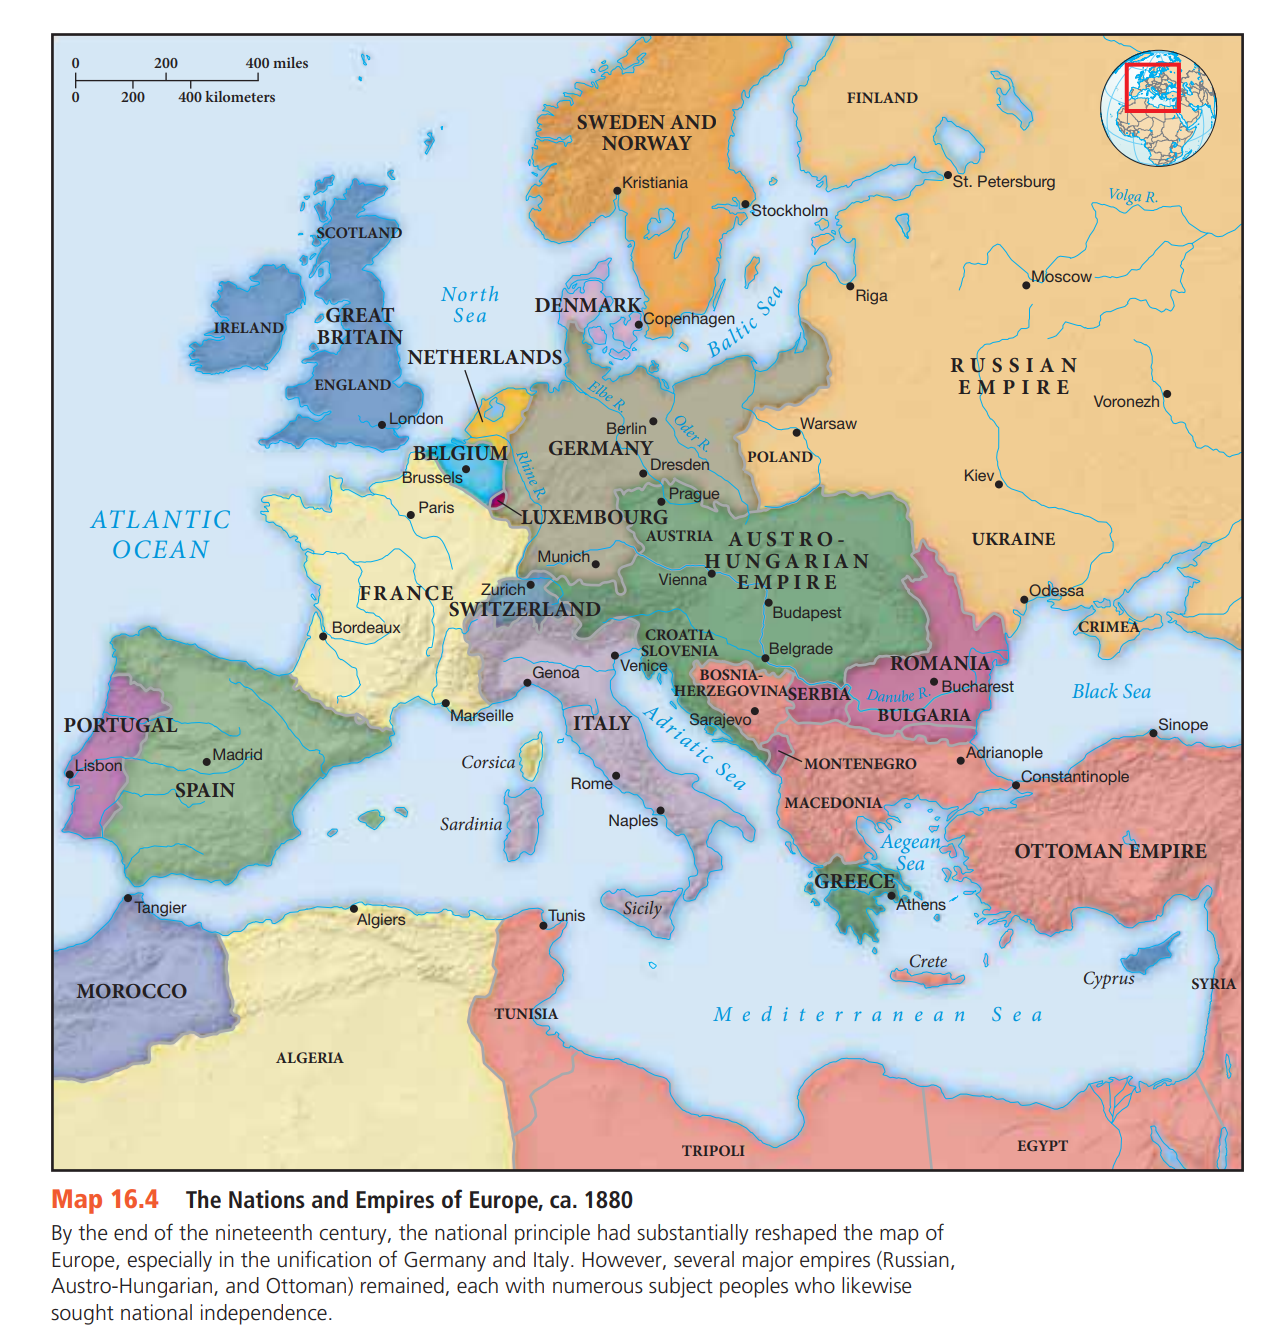 0 200 400 miles
0 200 400 kilometers
FINLAND
SWEDEN AND
NORWAY
Kristiania
Stockholm
St. Petersburg
Volga R.
SCOTLAND
Moscow
Riga
North
Sea
DENMARK
Copenhagen
Baltic Sea
IRELAND
GREAT
BRITAIN
NETHERLANDS
RUSSIAN
EMPIRE
ENGLAND
London
Elbe R.
Berlin
Oder R.
Warsaw
Voronezh
GERMANY
POLAND
BELGIUM
Brussels
Rhine R.
Dresden
Kiev
Prague
Paris
LUXEMBOURG
ATLANTIC
OCEAN
AUSTRIA
AUSTRO-
HUNGARIAN
EMPIRE
UKRAINE
Munich
Vienna
FRANCE
Zurich
SWITZERLAND
Budapest
Odessa
CRIMEA
Bordeaux
CROATIA
SLOVENIA
Belgrade
Venice
Genoa
ROMANIA
BOSNIA-
HERZEGOVINA
SERBIA
Danube R.
Bucharest
Black Sea
Marseille
ITALY
Adriatic Sea
Sarajevo
BULGARIA
Sinope
PORTUGAL
Lisbon
Madrid
SPAIN
Corsica
MONTENEGRO
Adrianople
Constantinople
Rome
MACEDONIA
Sardinia
Naples
Aegean
Sea
OTTOMAN EMPIRE
GREECE
Athens
Tangier
Algiers
Tunis
Sicily
Crete
Cyprus
SYRIA
MOROCCO
TUNISIA
Mediterranean Sea
ALGERIA
TRIPOLI
EGYPT
Map 16.4 The Nations and Empires of Europe, ca. 1880
By the end of the nineteenth century, the national principle had substantially reshaped the map of
Europe, especially in the unification of Germany and Italy. However, several major empires (Russian,
Austro-Hungarian, and Ottoman) remained, each with numerous subject peoples who likewise
sought national independence.